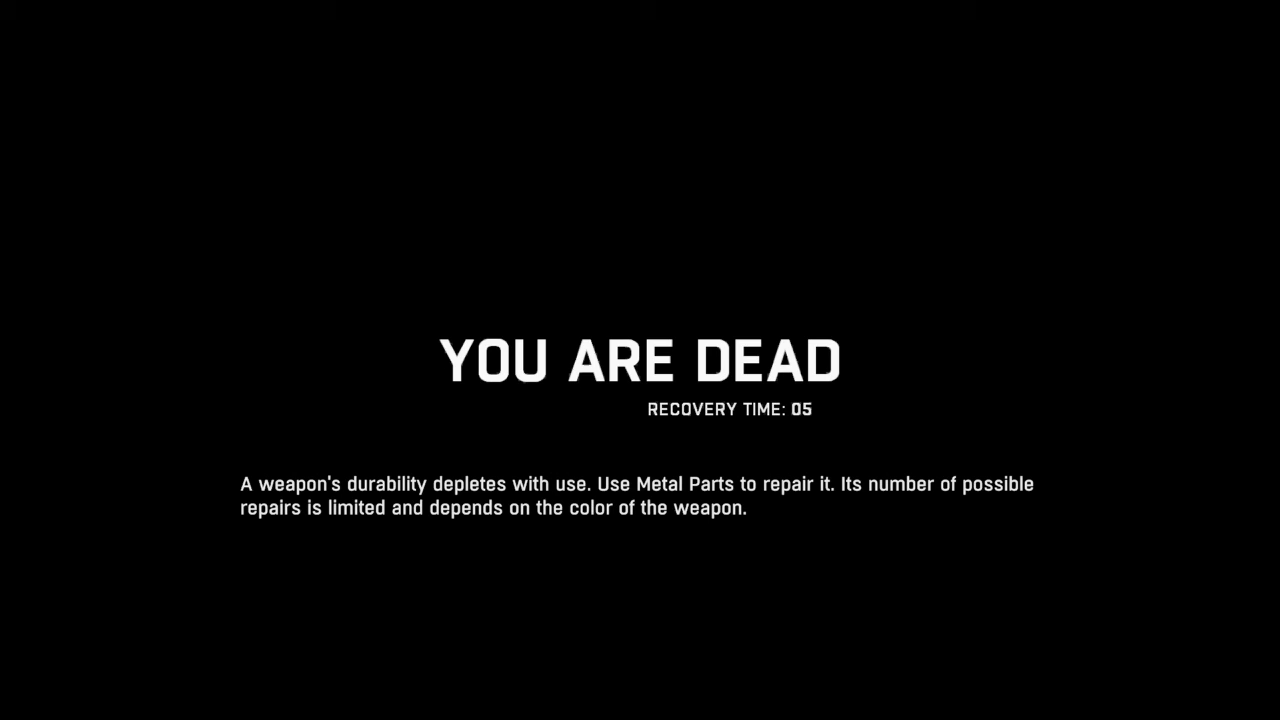 YOU ARE DEAD
RECOVERY TIME: 05
A weapon's durability depletes with use. Use Metal Parts to repair it. Its number of possible
repairs is limited and depends on the color of the weapon.